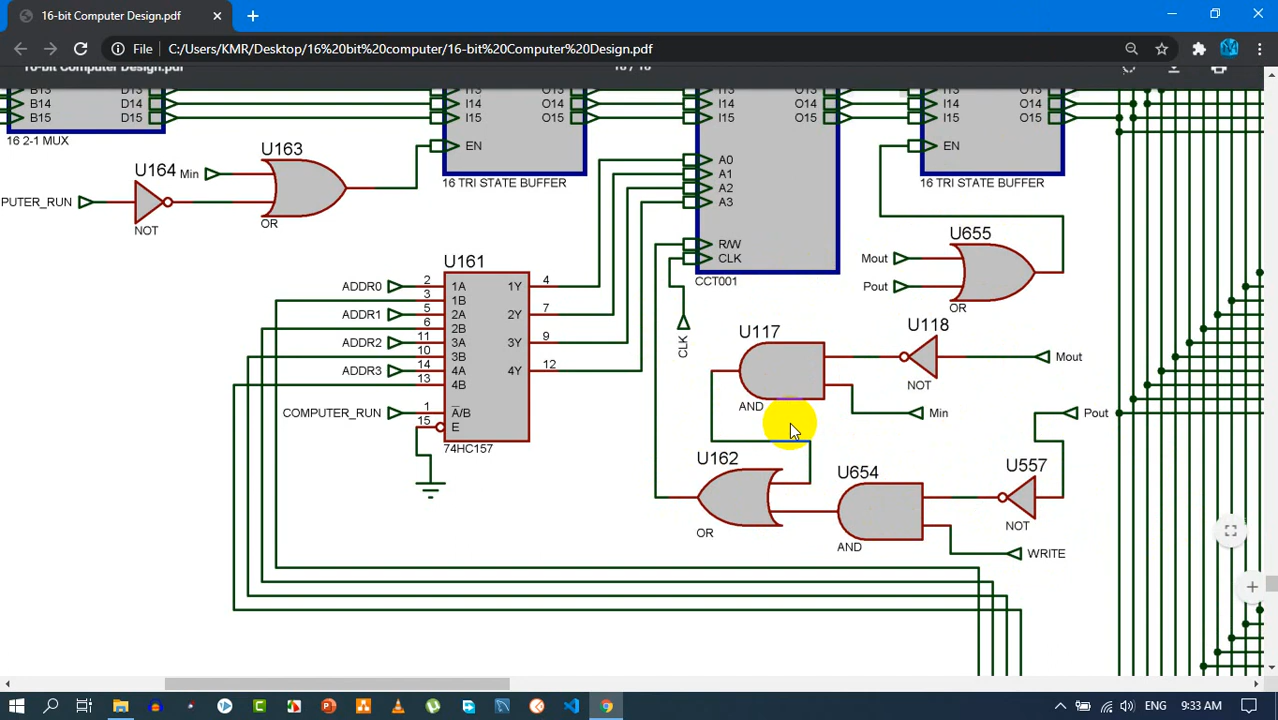 16-bit Computer Design.pdf
File
C:/Users/KMR/Desktop/16%20bit%20computer/16-bit%20Computer%20Design.pdf
16-bit Computer Design.pdf
B13 D13
B14 D14
B15 D15
16 2-1 MUX
I13 O13
I14 O14
I15 O15
EN
16 TRI STATE BUFFER
I13 O13
I14 O14
I15 O15
A0
A1
A2
A3
R/W
CLK
CCT001
CLK
I13 O13
I14 O14
I15 O15
EN
16 TRI STATE BUFFER
U164
Min
PUTER_RUN
NOT
U163
OR
U655
Mout
Pout
OR
U161
ADDR0 2 1A 1Y 4
3 1B
ADDR1 5 2A 2Y 7
6 2B
ADDR2 11 3A 3Y 9
10 3B
ADDR3 14 4A 4Y 12
13 4B
COMPUTER_RUN 1 A/B
15 E
74HC157
U117
AND
U118
NOT
Mout
Min
Pout
U162
OR
U654
AND
U557
NOT
WRITE
ENG 9:33 AM